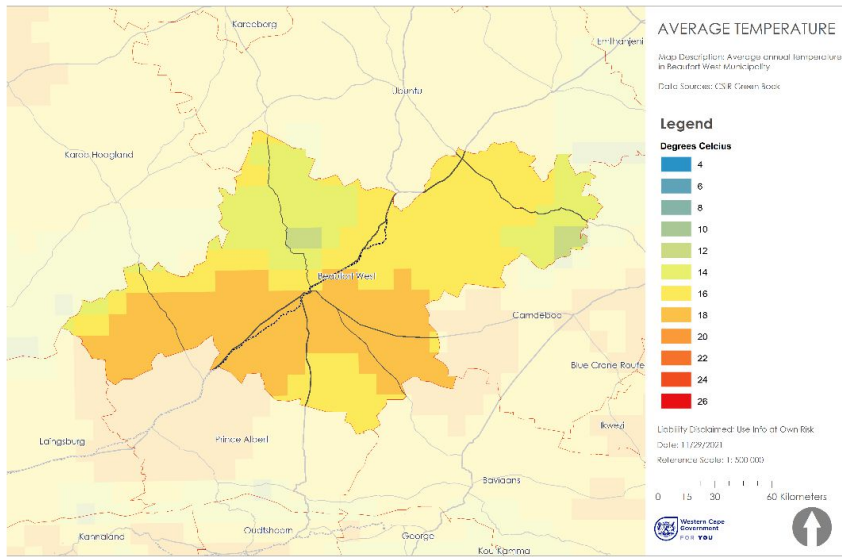 Kareeberg
Emthanjeni
Ubuntu
Karoo Hoogland
Beaufort West
Camdeboo
Blue Crane Route
Ikwezi
Laingsburg
Prince Albert
Baviaans
Kannaland
Oudtshoorn
George
Kou-Kamma
AVERAGE TEMPERATURE
Map Description: Average annual temperature
in Beaufort West Municipality
Data Sources: CSIR Green Book
Legend
Degrees Celcius
4
6
8
10
12
14
16
18
20
22
24
26
Liability Disclaimed: Use Info at Own Risk
Date: 11/29/2021
Reference Scale: 1: 500 000
0 15 30 60 Kilometers
Western Cape
Government
FOR YOU